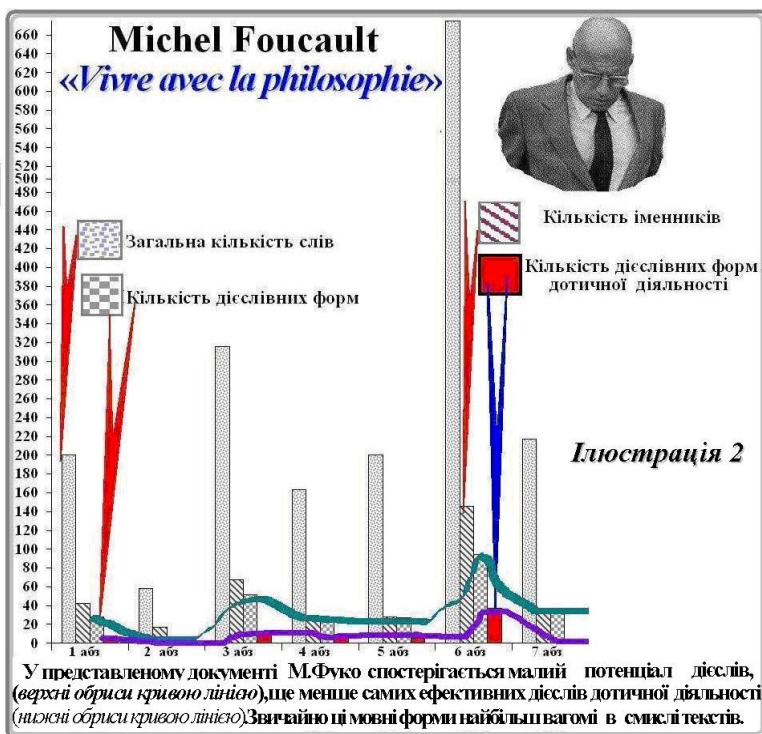 Michel Foucault
«Vivre avec la philosophie»
660
640
620
600
580
560
540
520
500
480
460
440
420
400
380
360
340
320
300
280
260
240
220
200
180
160
140
120
100
80
60
40
20
0
Загальна кількість слів
Кількість дієслівних форм
Кількість іменників
Кількість дієслівних форм
дотичної діяльності
Ілюстрація 2
1 абз 2 абз 3 абз 4 абз 5 абз 6 абз 7 абз
У представленому документі М.Фуко спостерігається малий потенціал дієслів,
(верхні обриси кривою лінією),ще менше самих ефективних дієслів дотичної діяльності
(нижні обриси кривою лінією).Звичайно ці мовні форми найбільш вагомі в смислі текстів.